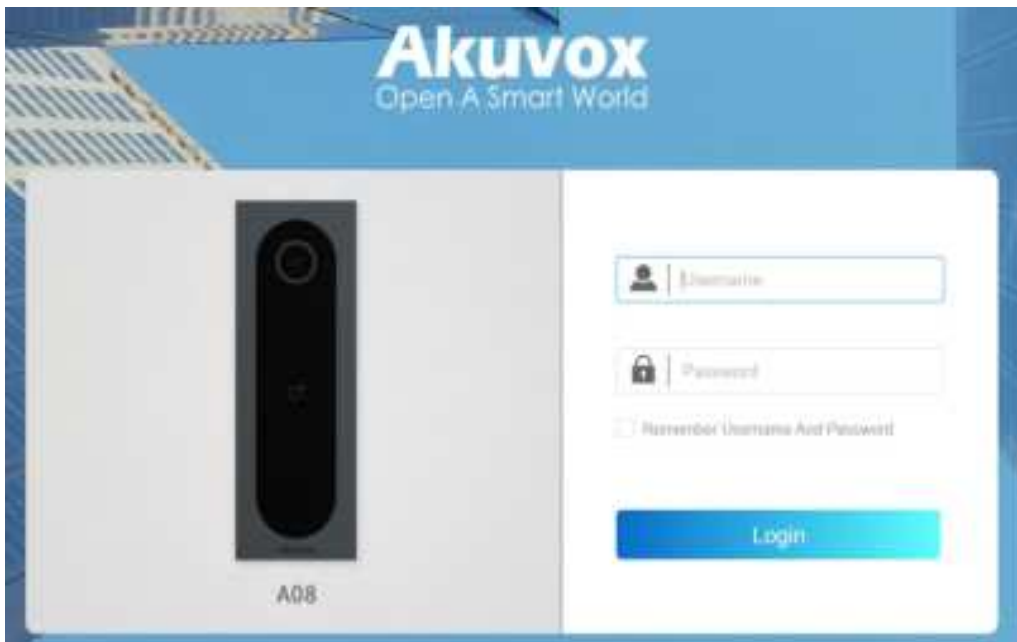 Akuvox
Open A Smart World
Username
Password
Remember Username And Password
Login
A08